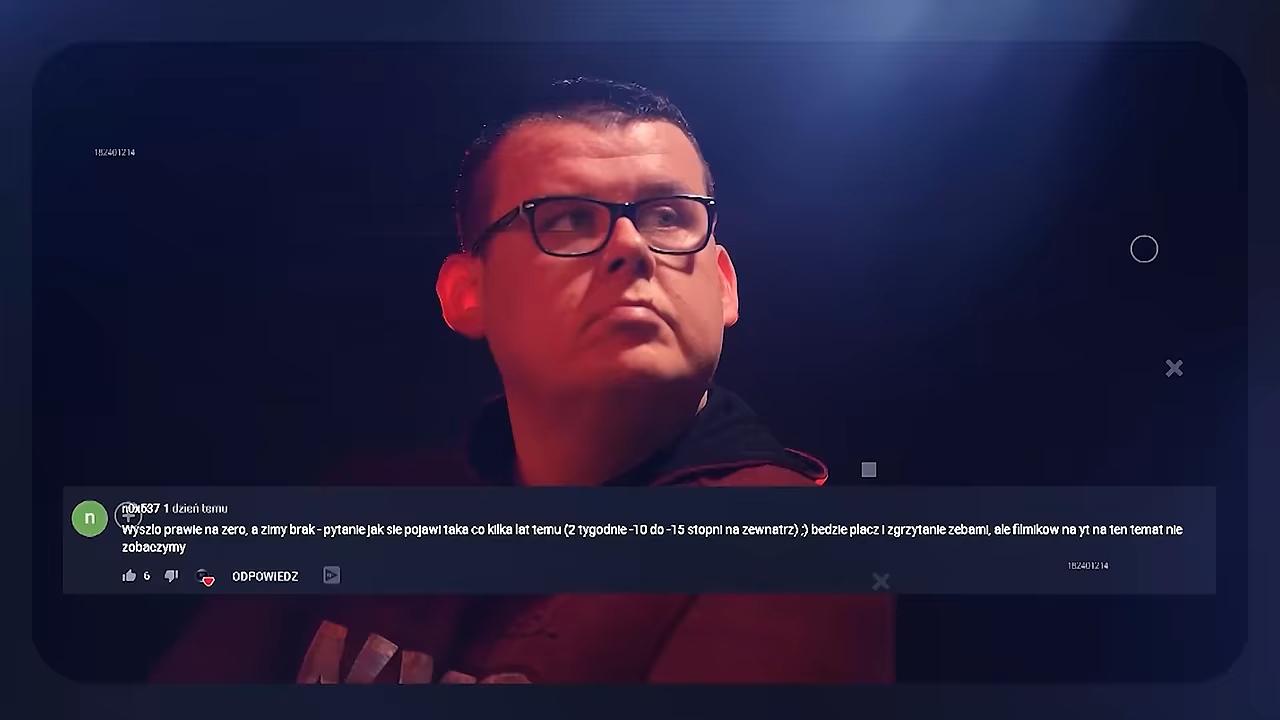 182401214
n0x637 1 dzień temu
Wyszlo prawie na zero, a zimy brak - pytanie jak sie pojawi taka co kilka lat temu (2 tygodnie -10 do -15 stopni na zewnatrz) ;) bedzie placz i zgrzytanie zebami, ale filmikow na yt na ten temat nie
zobaczymy
6 ODPOWIEDZ
182401214